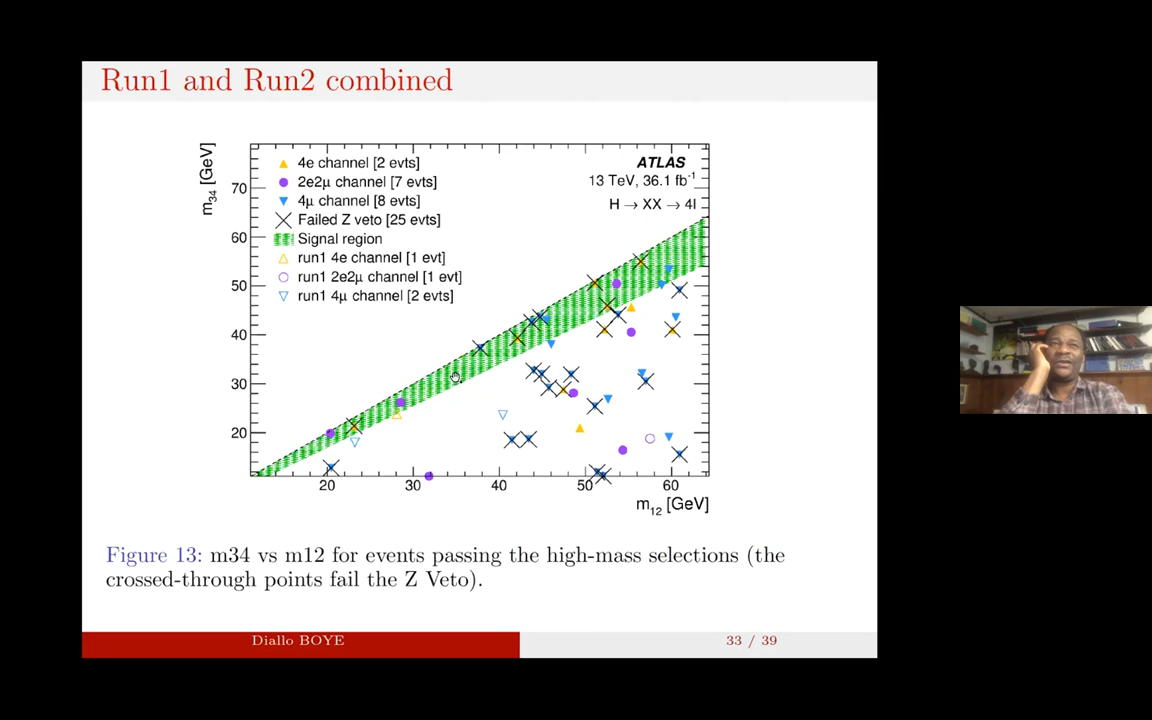 Run1 and Run2 combined
m34 [GeV]
70
60
50
40
30
20
4e channel [2 evts]
2e2μ channel [7 evts]
4μ channel [8 evts]
Failed Z veto [25 evts]
Signal region
run1 4e channel [1 evt]
run1 2e2μ channel [1 evt]
run1 4μ channel [2 evts]
ATLAS
13 TeV, 36.1 fb-1
H → XX → 4l
20 30 40 50 60
m12 [GeV]
Figure 13: m34 vs m12 for events passing the high-mass selections (the
crossed-through points fail the Z Veto).
Diallo BOYE
33 / 39